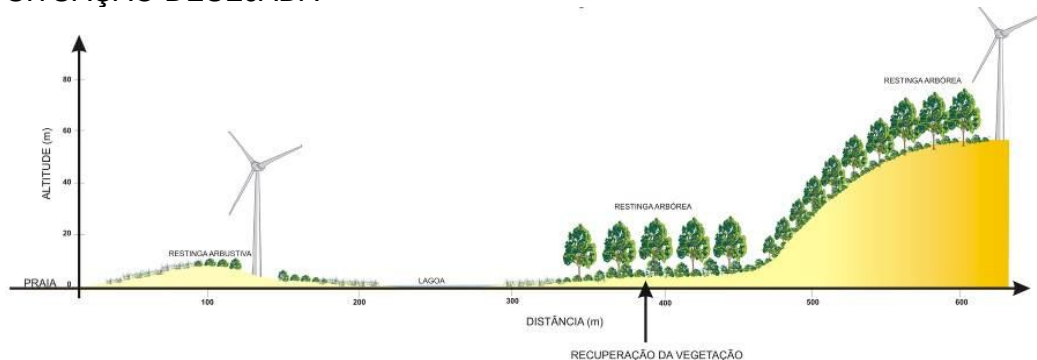 80
RESTINGA ARBÓREA
60
ALTITUDE (m)
40
RESTINGA ARBÓREA
20
RESTINGA ARBUSTIVA
PRAIA
0
LAGOA
100
200
300
400
500
600
DISTÂNCIA (m)
RECUPERAÇÃO DA VEGETAÇÃO